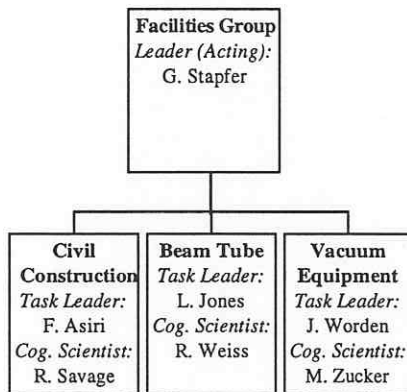 Facilities Group
Leader (Acting):
G. Stapfer
Civil
Construction
Task Leader:
F. Asiri
Cog. Scientist:
R. Savage
Beam Tube
Task Leader:
L. Jones
Cog. Scientist:
R. Weiss
Vacuum
Equipment
Task Leader:
J. Worden
Cog. Scientist:
M. Zucker